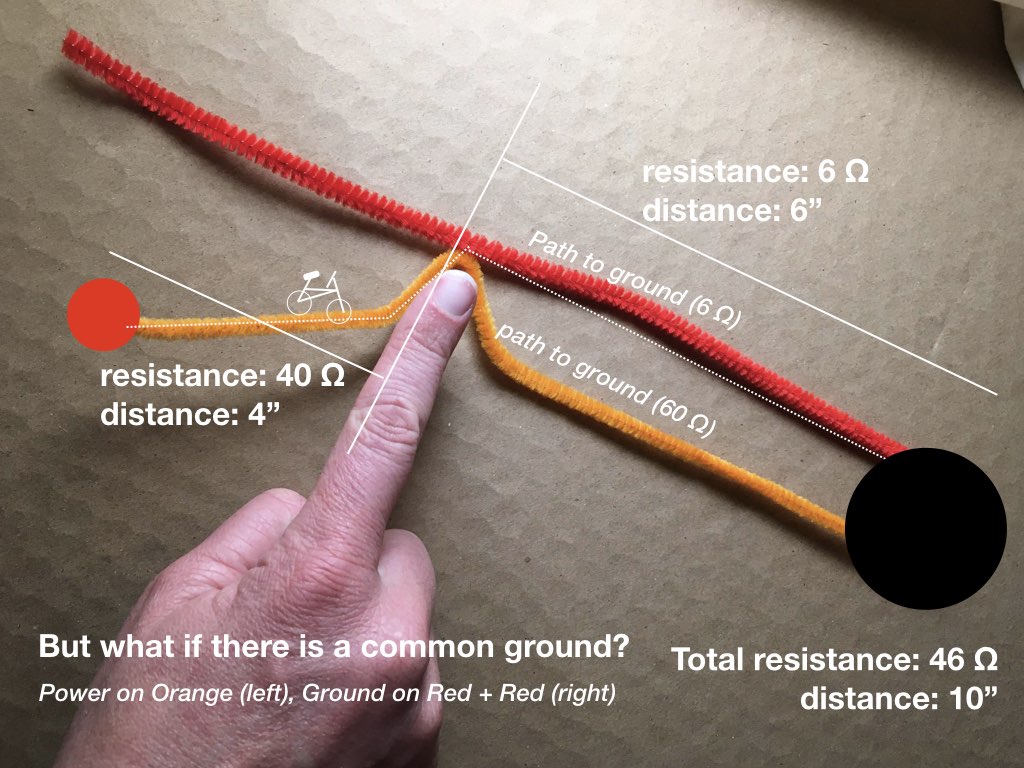 resistance: 6 Ω
distance: 6”
Path to ground (6 Ω)
path to ground (60 Ω)
resistance: 40 Ω
distance: 4”
But what if there is a common ground?
Power on Orange (left), Ground on Red + Red (right)
Total resistance: 46 Ω
distance: 10”